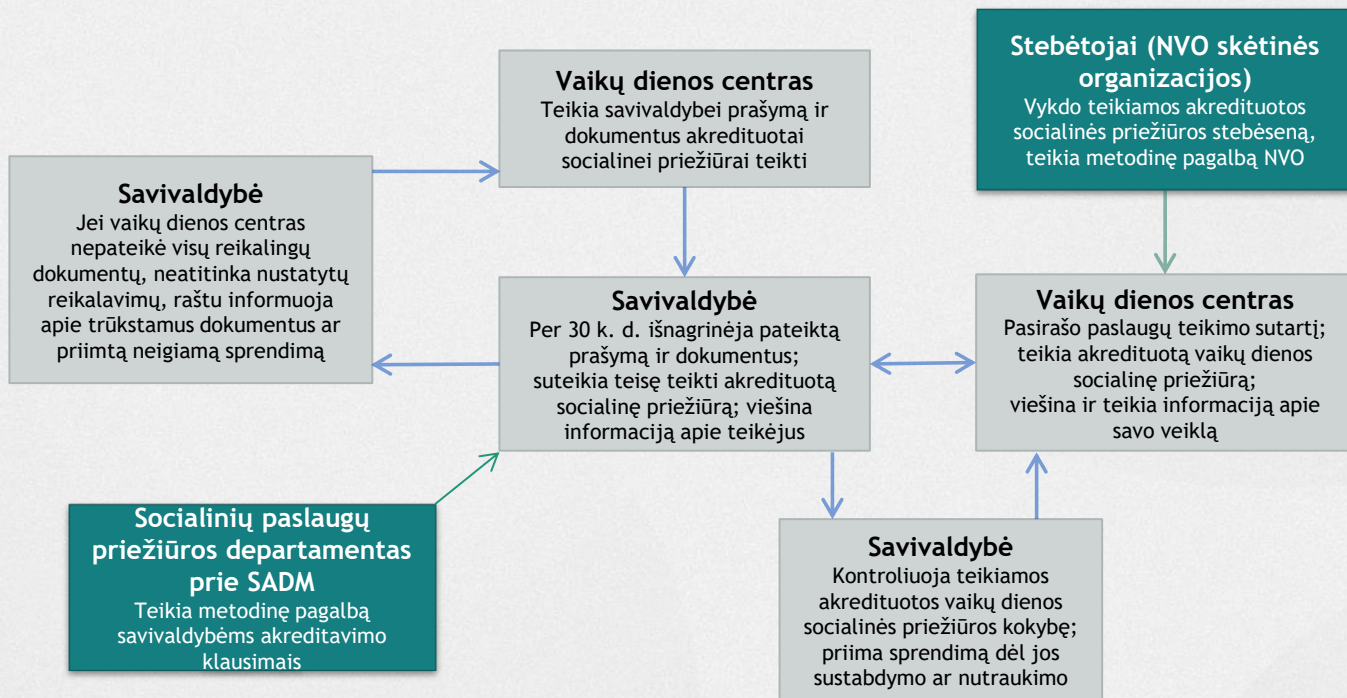 Vaikų dienos centras
Teikia savivaldybei prašymą ir
dokumentus akredituotai
socialinei priežiūrai teikti
Stebėtojai (NVO skėtinės
organizacijos)
Vykdo teikiamos akredituotos
socialinės priežiūros stebėseną,
teikia metodinę pagalbą NVO
Savivaldybė
Jei vaikų dienos centras
nepateikė visų reikalingų
dokumentų, neatitinka nustatytų
reikalavimų, raštu informuoja
apie trūkstamus dokumentus ar
priimtą neigiamą sprendimą
Savivaldybė
Per 30 k. d. išnagrinėja pateiktą
prašymą ir dokumentus;
suteikia teisę teikti akredituotą
socialinę priežiūrą; viešina
informaciją apie teikėjus
Vaikų dienos centras
Pasirašo paslaugų teikimo sutartį;
teikia akredituotą vaikų dienos
socialinę priežiūrą;
viešina ir teikia informaciją apie
savo veiklą
Socialinių paslaugų
priežiūros departamentas
prie SADM
Teikia metodinę pagalbą
savivaldybėms akreditavimo
klausimais
Savivaldybė
Kontroliuoja teikiamos
akredituotos vaikų dienos
socialinės priežiūros kokybę;
priima sprendimą dėl jos
sustabdymo ar nutraukimo